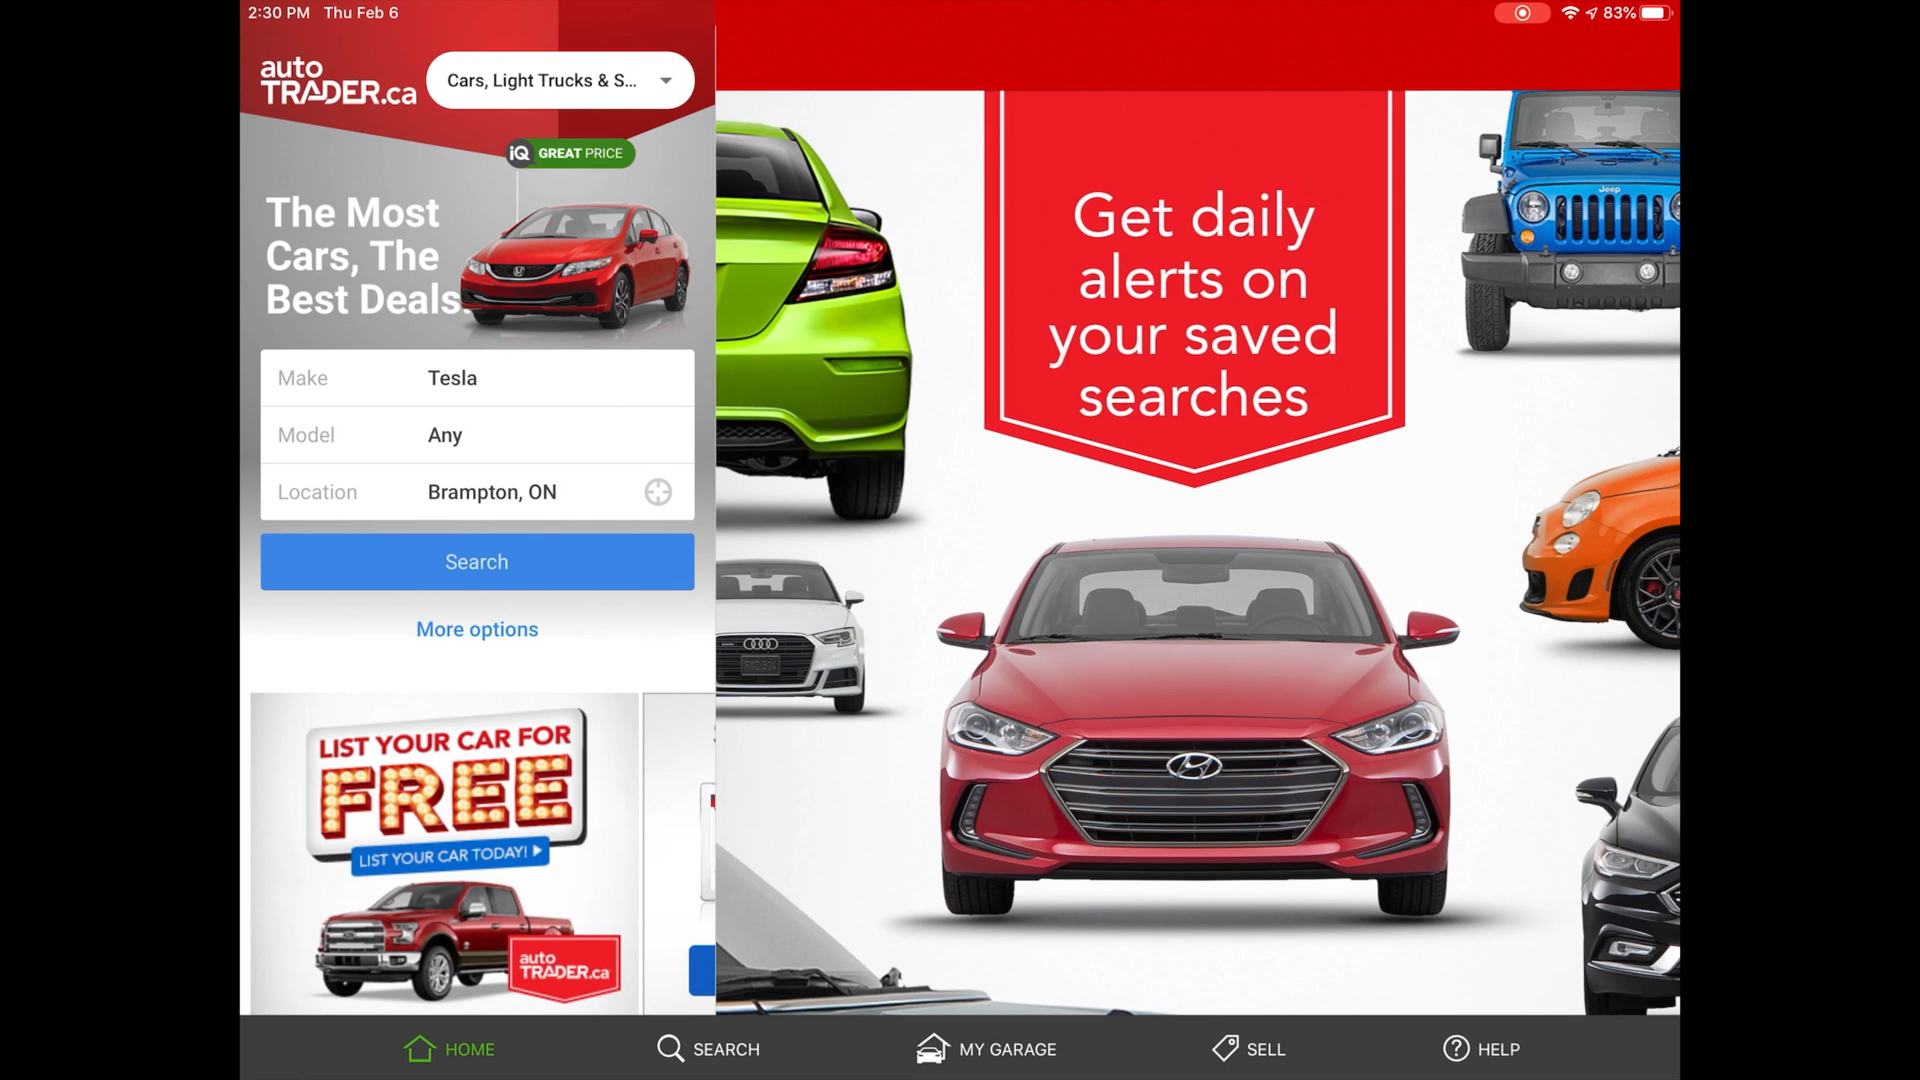 2:30 PM Thu Feb 6
83%
auto
TRADER.ca
Cars, Light Trucks & S...
iQ GREAT PRICE
The Most
Cars, The
Best Deals.
Make Tesla
Model Any
Location Brampton, ON
Search
More options
LIST YOUR CAR FOR
FREE
LIST YOUR CAR TODAY!
auto
TRADER.ca
Get daily
alerts on
your saved
searches
Jeep
HOME
SEARCH
MY GARAGE
SELL
HELP